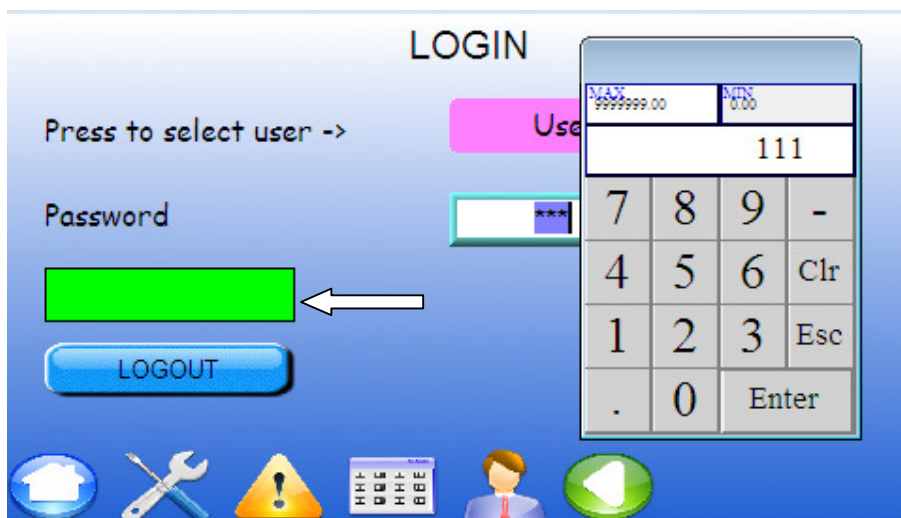 LOGIN
MAX
9999999.00
MIN
0.00
Press to select user ->
Use
111
Password
***
7 8 9 -
4 5 6 Clr
1 2 3 Esc
. 0 Enter
LOGOUT